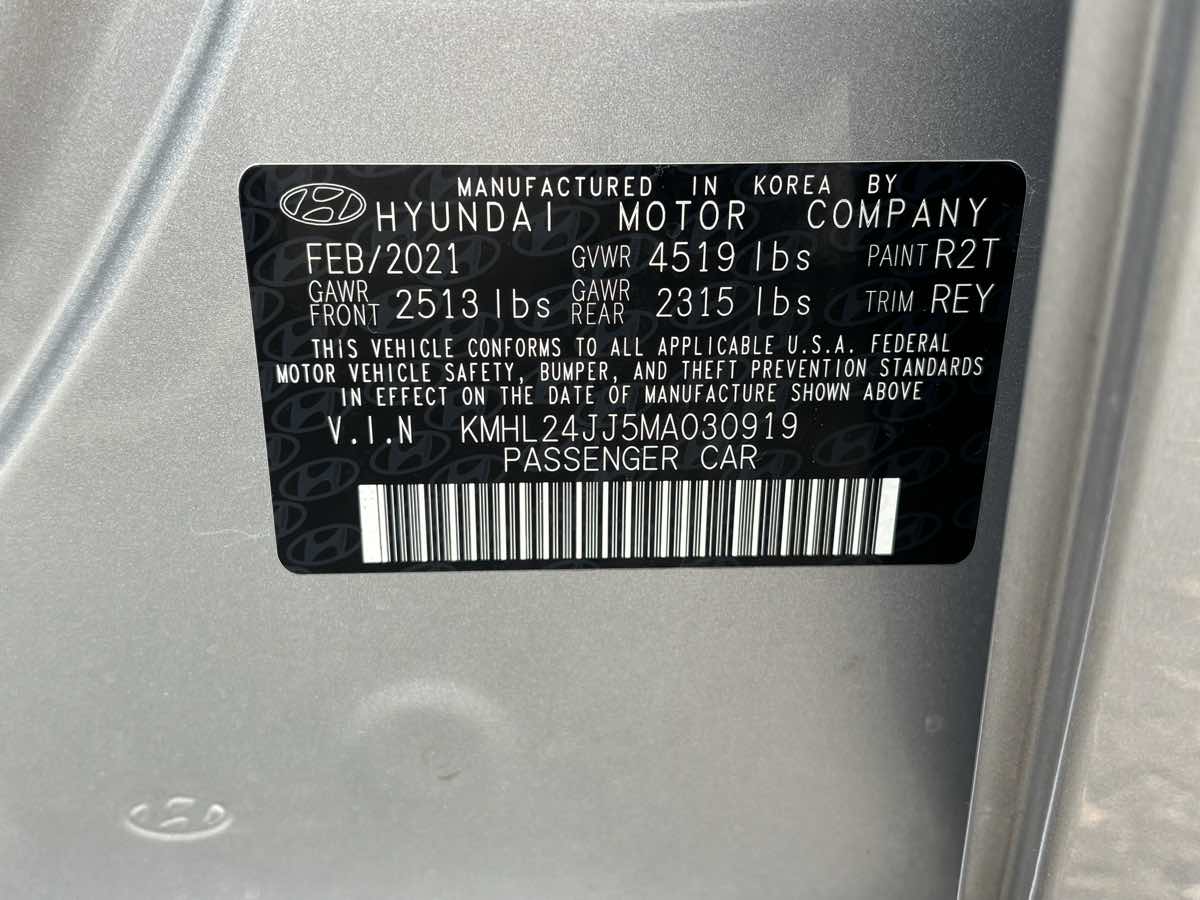 MANUFACTURED IN KOREA BY
HYUNDAI MOTOR COMPANY
FEB/2021 GVWR 4519 lbs PAINT R2T
GAWR FRONT 2513 lbs GAWR REAR 2315 lbs TRIM REY
THIS VEHICLE CONFORMS TO ALL APPLICABLE U.S.A. FEDERAL
MOTOR VEHICLE SAFETY, BUMPER, AND THEFT PREVENTION STANDARDS
IN EFFECT ON THE DATE OF MANUFACTURE SHOWN ABOVE
V.I.N KMHL24JJ5MA030919
PASSENGER CAR